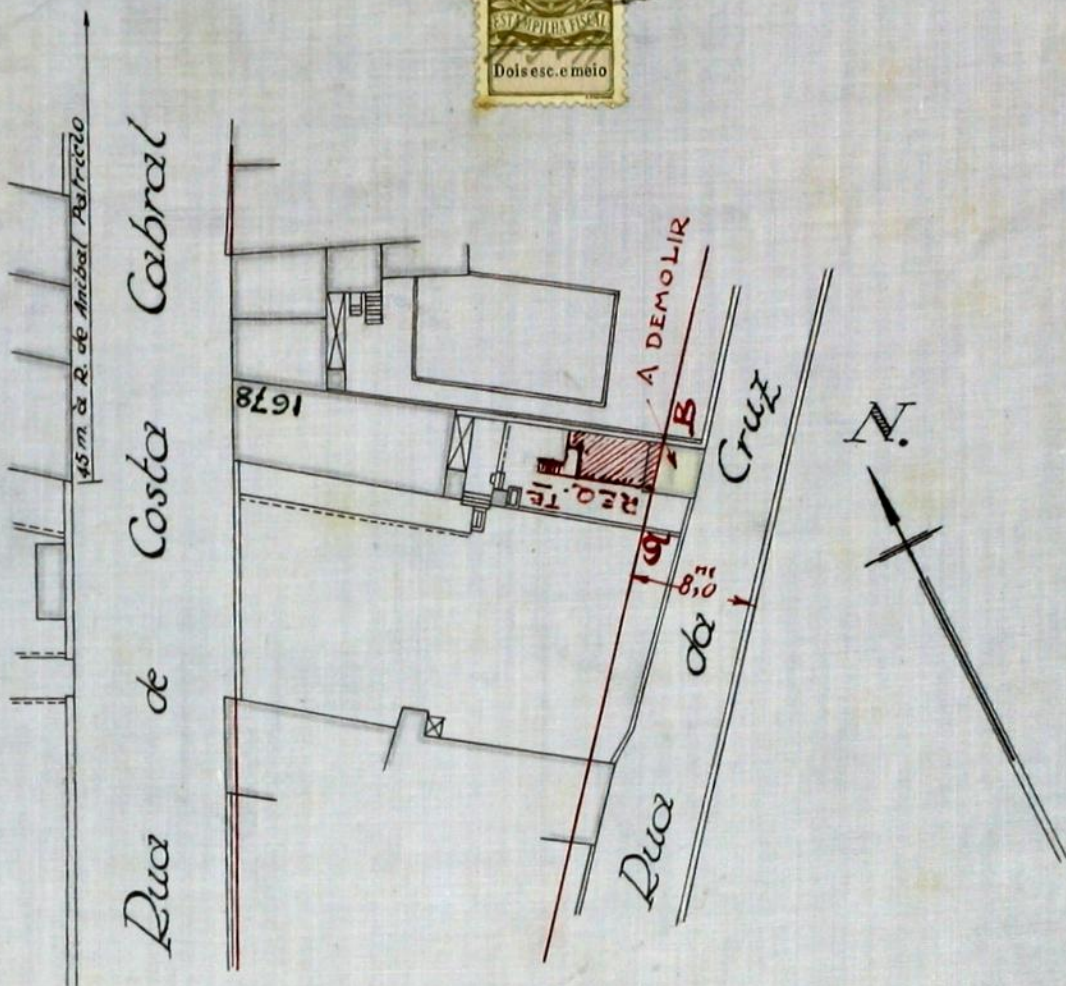 ESTAMPILHA FISCAL
Dois esc. e meio
45 m. à R. de Anibal Patrício
Rua de Costa Cabral
1678
A DEMOLIR
B
REQ.TE
8,0 m
Rua da Cruz
N.